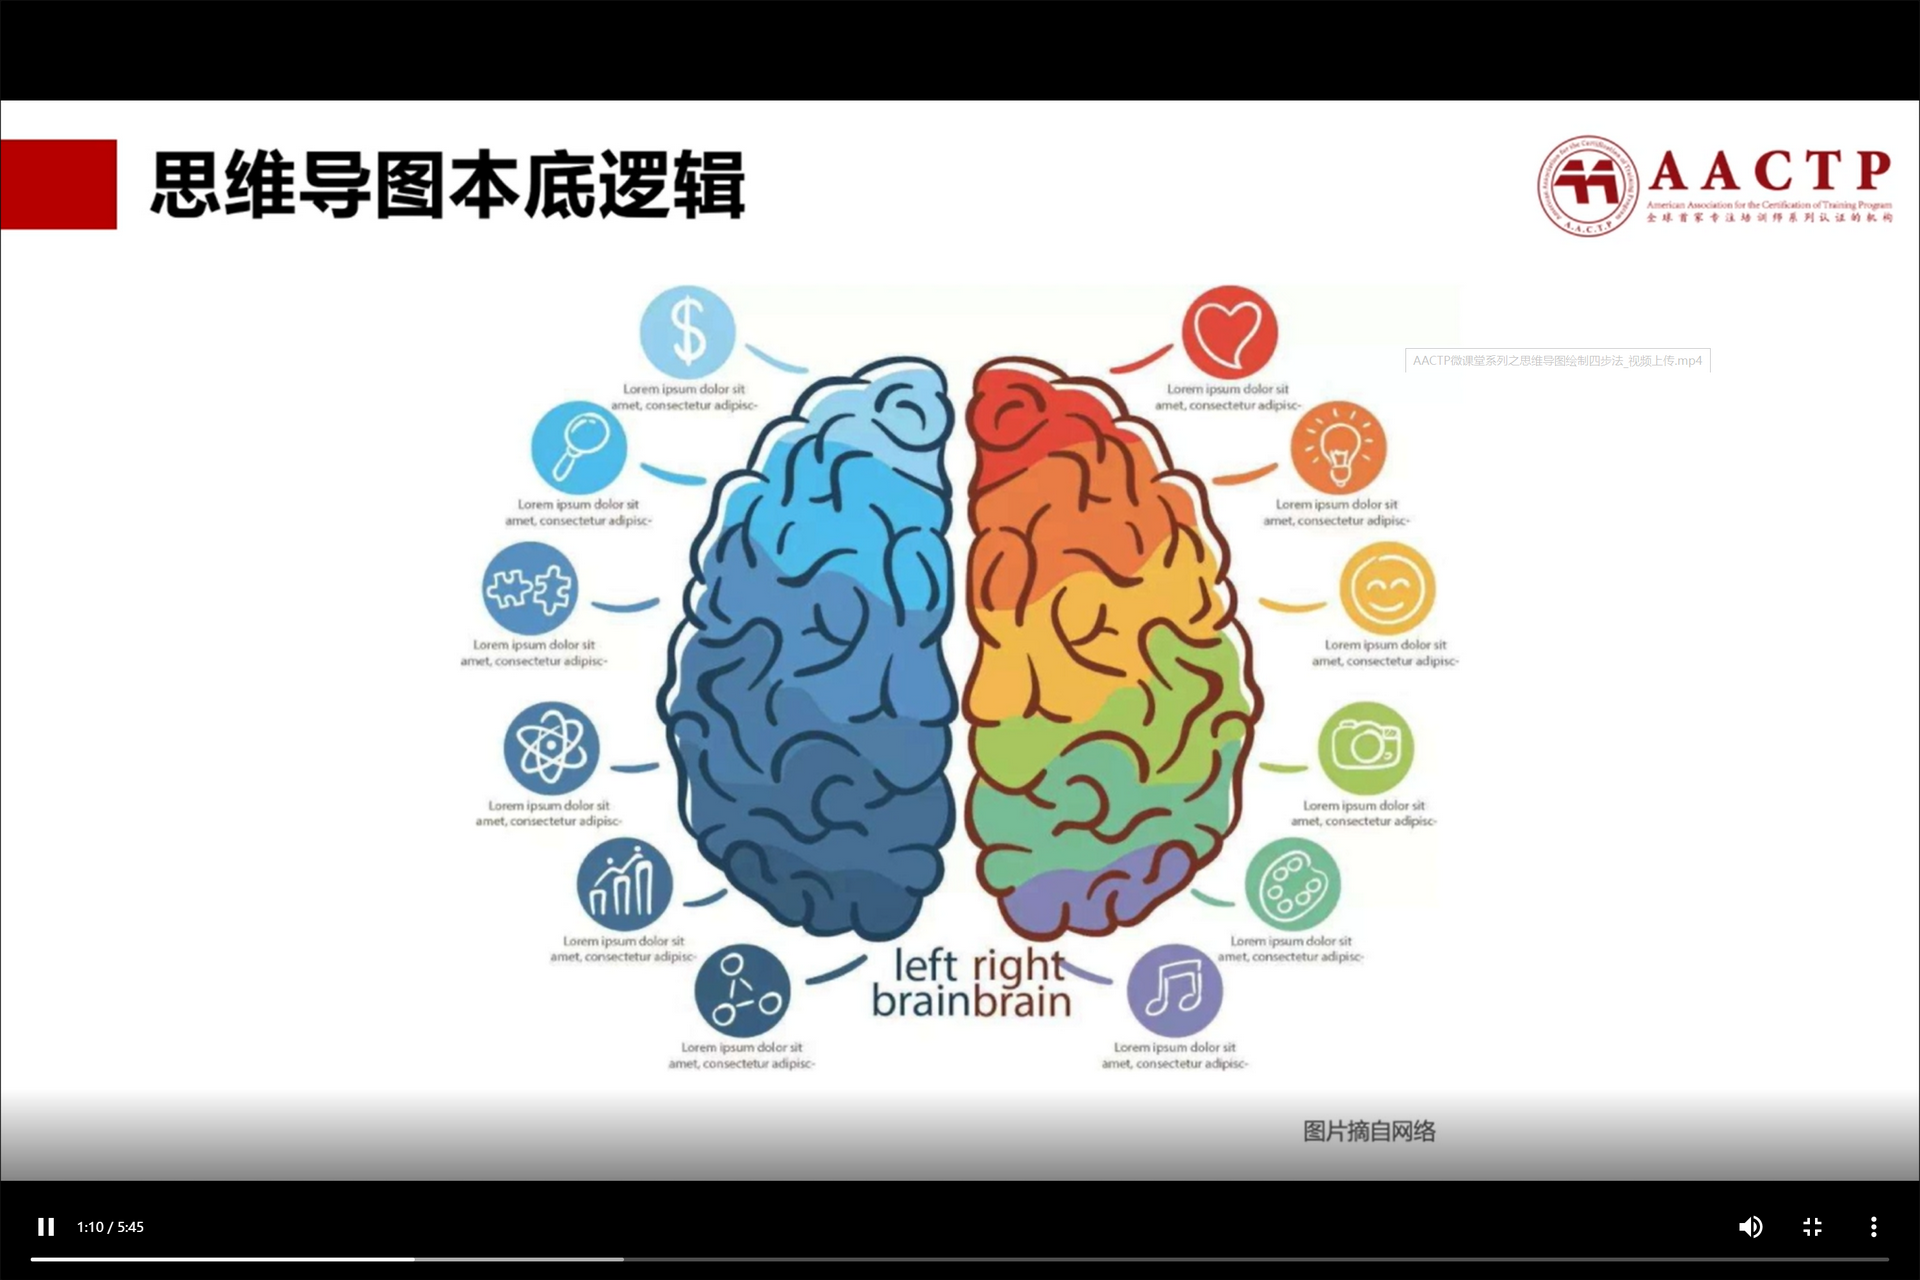 思维导图本底逻辑
AACTP
American Association for the Certification of Training Program
全球首家专注培训师系列认证的机构
American Association for the Certification of Training Program
A.A.C.T.P
AACTP微课堂系列之思维导图绘制四步法_视频上传.mp4
$
Lorem ipsum dolor sit
amet, consectetur adipisc-
Lorem ipsum dolor sit
amet, consectetur adipisc-
Lorem ipsum dolor sit
amet, consectetur adipisc-
Lorem ipsum dolor sit
amet, consectetur adipisc-
Lorem ipsum dolor sit
amet, consectetur adipisc-
Lorem ipsum dolor sit
amet, consectetur adipisc-
Lorem ipsum dolor sit
amet, consectetur adipisc-
Lorem ipsum dolor sit
amet, consectetur adipisc-
Lorem ipsum dolor sit
amet, consectetur adipisc-
Lorem ipsum dolor sit
amet, consectetur adipisc-
Lorem ipsum dolor sit
amet, consectetur adipisc-
Lorem ipsum dolor sit
amet, consectetur adipisc-
left brain
right brain
图片摘自网络
1:10 / 5:45